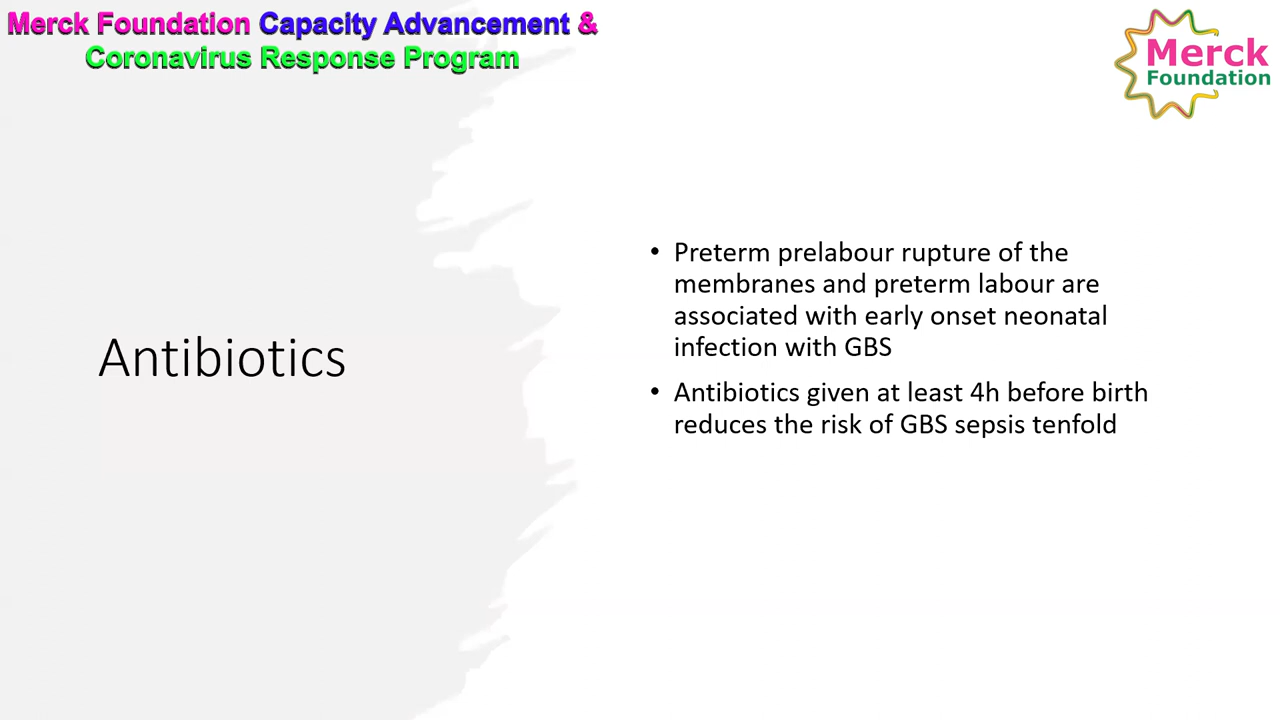 Merck Foundation Capacity Advancement &
Coronavirus Response Program
Merck
Foundation
Antibiotics
• Preterm prelabour rupture of the
membranes and preterm labour are
associated with early onset neonatal
infection with GBS
• Antibiotics given at least 4h before birth
reduces the risk of GBS sepsis tenfold